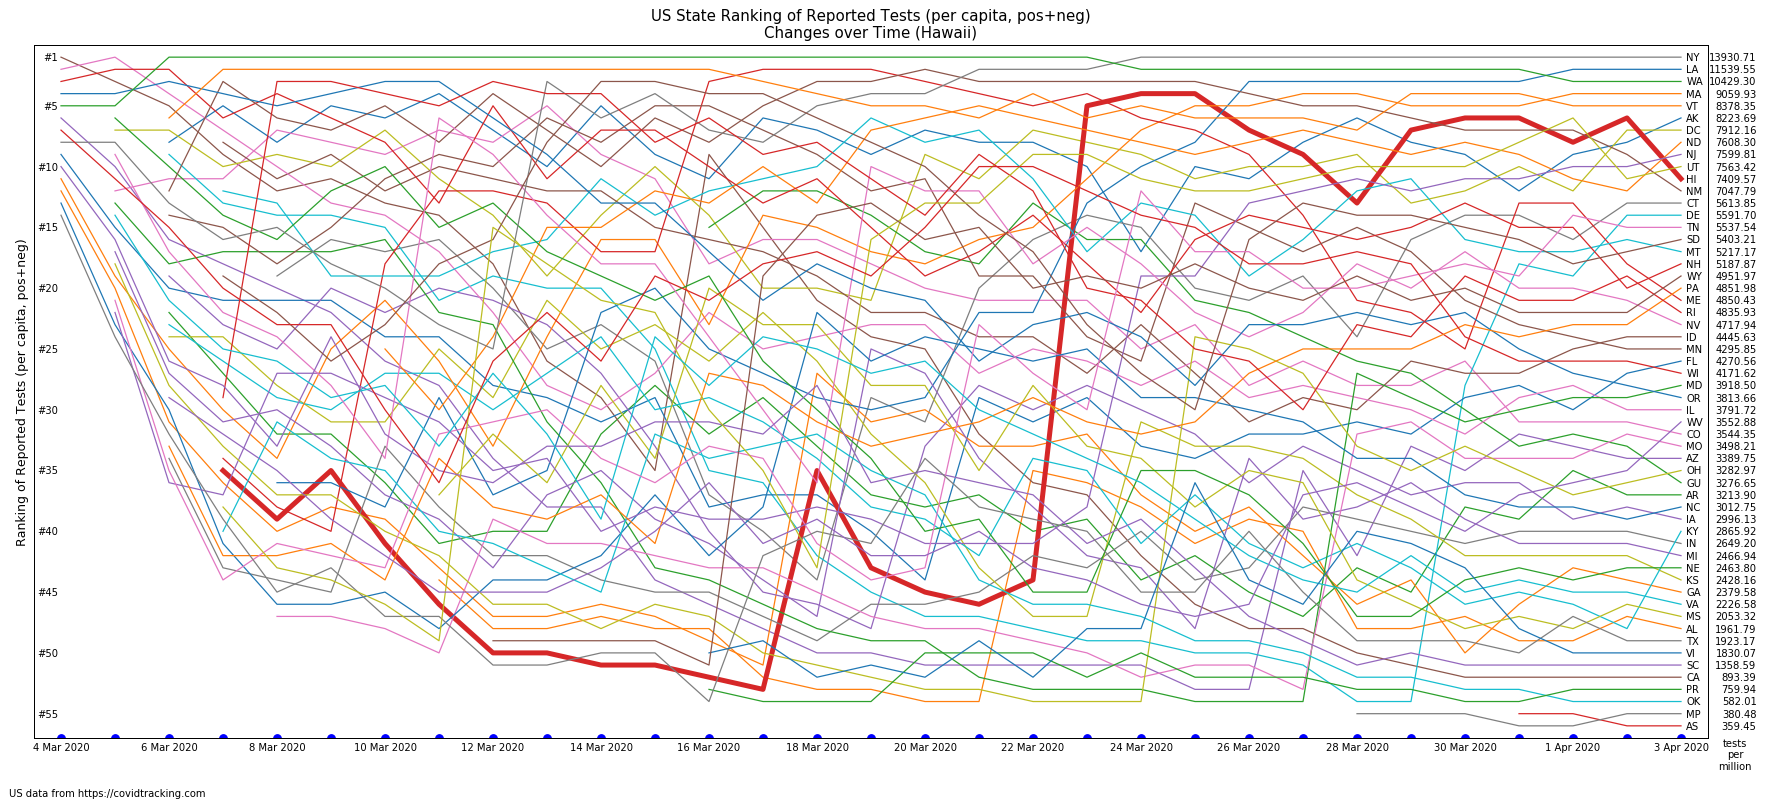 US State Ranking of Reported Tests (per capita, pos+neg)
Changes over Time (Hawaii)
Ranking of Reported Tests (per capita, pos+neg)
#1
#5
#10
#15
#20
#25
#30
#35
#40
#45
#50
#55
NY 13930.71
LA 11539.55
WA 10429.30
MA 9059.93
VT 8378.35
AK 8223.69
DC 7912.16
ND 7608.30
NJ 7599.81
UT 7563.42
HI 7409.57
NM 7047.79
CT 5613.85
DE 5591.70
TN 5537.54
SD 5403.21
MT 5217.17
NH 5187.87
WY 4951.97
PA 4851.98
ME 4850.43
RI 4835.93
NV 4717.94
ID 4445.63
MN 4295.85
FL 4270.56
WI 4171.62
MD 3918.50
OR 3813.66
IL 3791.72
WV 3552.88
CO 3544.35
MO 3498.21
AZ 3389.75
OH 3282.97
GU 3276.65
AR 3213.90
NC 3012.75
IA 2996.13
KY 2865.92
IN 2649.20
MI 2466.94
NE 2463.80
KS 2428.16
GA 2379.58
VA 2226.58
MS 2053.32
AL 1961.79
TX 1923.17
VI 1830.07
SC 1358.59
CA 893.39
PR 759.94
OK 582.01
MP 380.48
AS 359.45
4 Mar 2020
6 Mar 2020
8 Mar 2020
10 Mar 2020
12 Mar 2020
14 Mar 2020
16 Mar 2020
18 Mar 2020
20 Mar 2020
22 Mar 2020
24 Mar 2020
26 Mar 2020
28 Mar 2020
30 Mar 2020
1 Apr 2020
3 Apr 2020
tests
per
million
US data from https://covidtracking.com